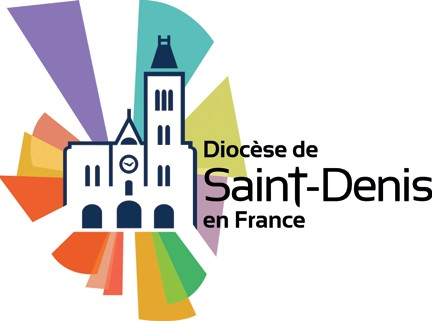 Diocèse de
Saint-Denis
en France